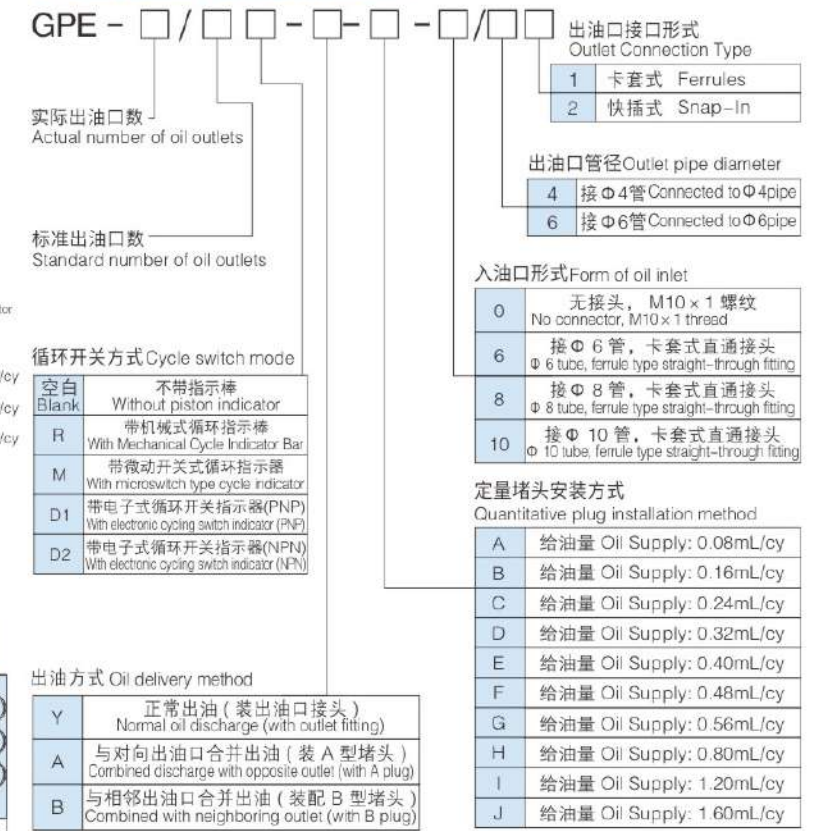 GPE - □/□□-□-□-□/□□
出油口接口形式
Outlet Connection Type
1 卡套式 Ferrules
2 快插式 Snap-In
实际出油口数
Actual number of oil outlets
出油口管径Outlet pipe diameter
4 接Φ4管Connected toΦ4pipe
6 接Φ6管Connected toΦ6pipe
标准出油口数
Standard number of oil outlets
入油口形式Form of oil inlet
0 无接头， M10×1 螺纹
No connector, M10×1 thread
6 接Φ 6 管，卡套式直通接头
Φ 6 tube, ferrule type straight-through fitting
8 接Φ 8 管，卡套式直通接头
Φ 8 tube, ferrule type straight-through fitting
10 接Φ 10 管，卡套式直通接头
Φ 10 tube, ferrule type straight-through fitting
tor
/cy
/cy
/cy
循环开关方式Cycle switch mode
空白 不带指示棒
Blank Without piston indicator
R 带机械式循环指示棒
With Mechanical Cycle Indicator Bar
M 带微动开关式循环指示器
With microswitch type cycle indicator
D1 带电子式循环开关指示器(PNP)
With electronic cycling switch indicator (PNP)
D2 带电子式循环开关指示器(NPN)
With electronic cycling switch indicator (NPN)
定量堵头安装方式
Quantitative plug installation method
A 给油量 Oil Supply: 0.08mL/cy
B 给油量 Oil Supply: 0.16mL/cy
C 给油量 Oil Supply: 0.24mL/cy
D 给油量 Oil Supply: 0.32mL/cy
E 给油量 Oil Supply: 0.40mL/cy
F 给油量 Oil Supply: 0.48mL/cy
G 给油量 Oil Supply: 0.56mL/cy
H 给油量 Oil Supply: 0.80mL/cy
I 给油量 Oil Supply: 1.20mL/cy
J 给油量 Oil Supply: 1.60mL/cy
出油方式 Oil delivery method
Y 正常出油（装出油口接头）
Normal oil discharge (with outlet fitting)
A 与对向出油口合并出油（装 A 型堵头）
Combined discharge with opposite outlet (with A plug)
B 与相邻出油口合并出油（装配 B 型堵头）
Combined with neighboring outlet (with B plug)